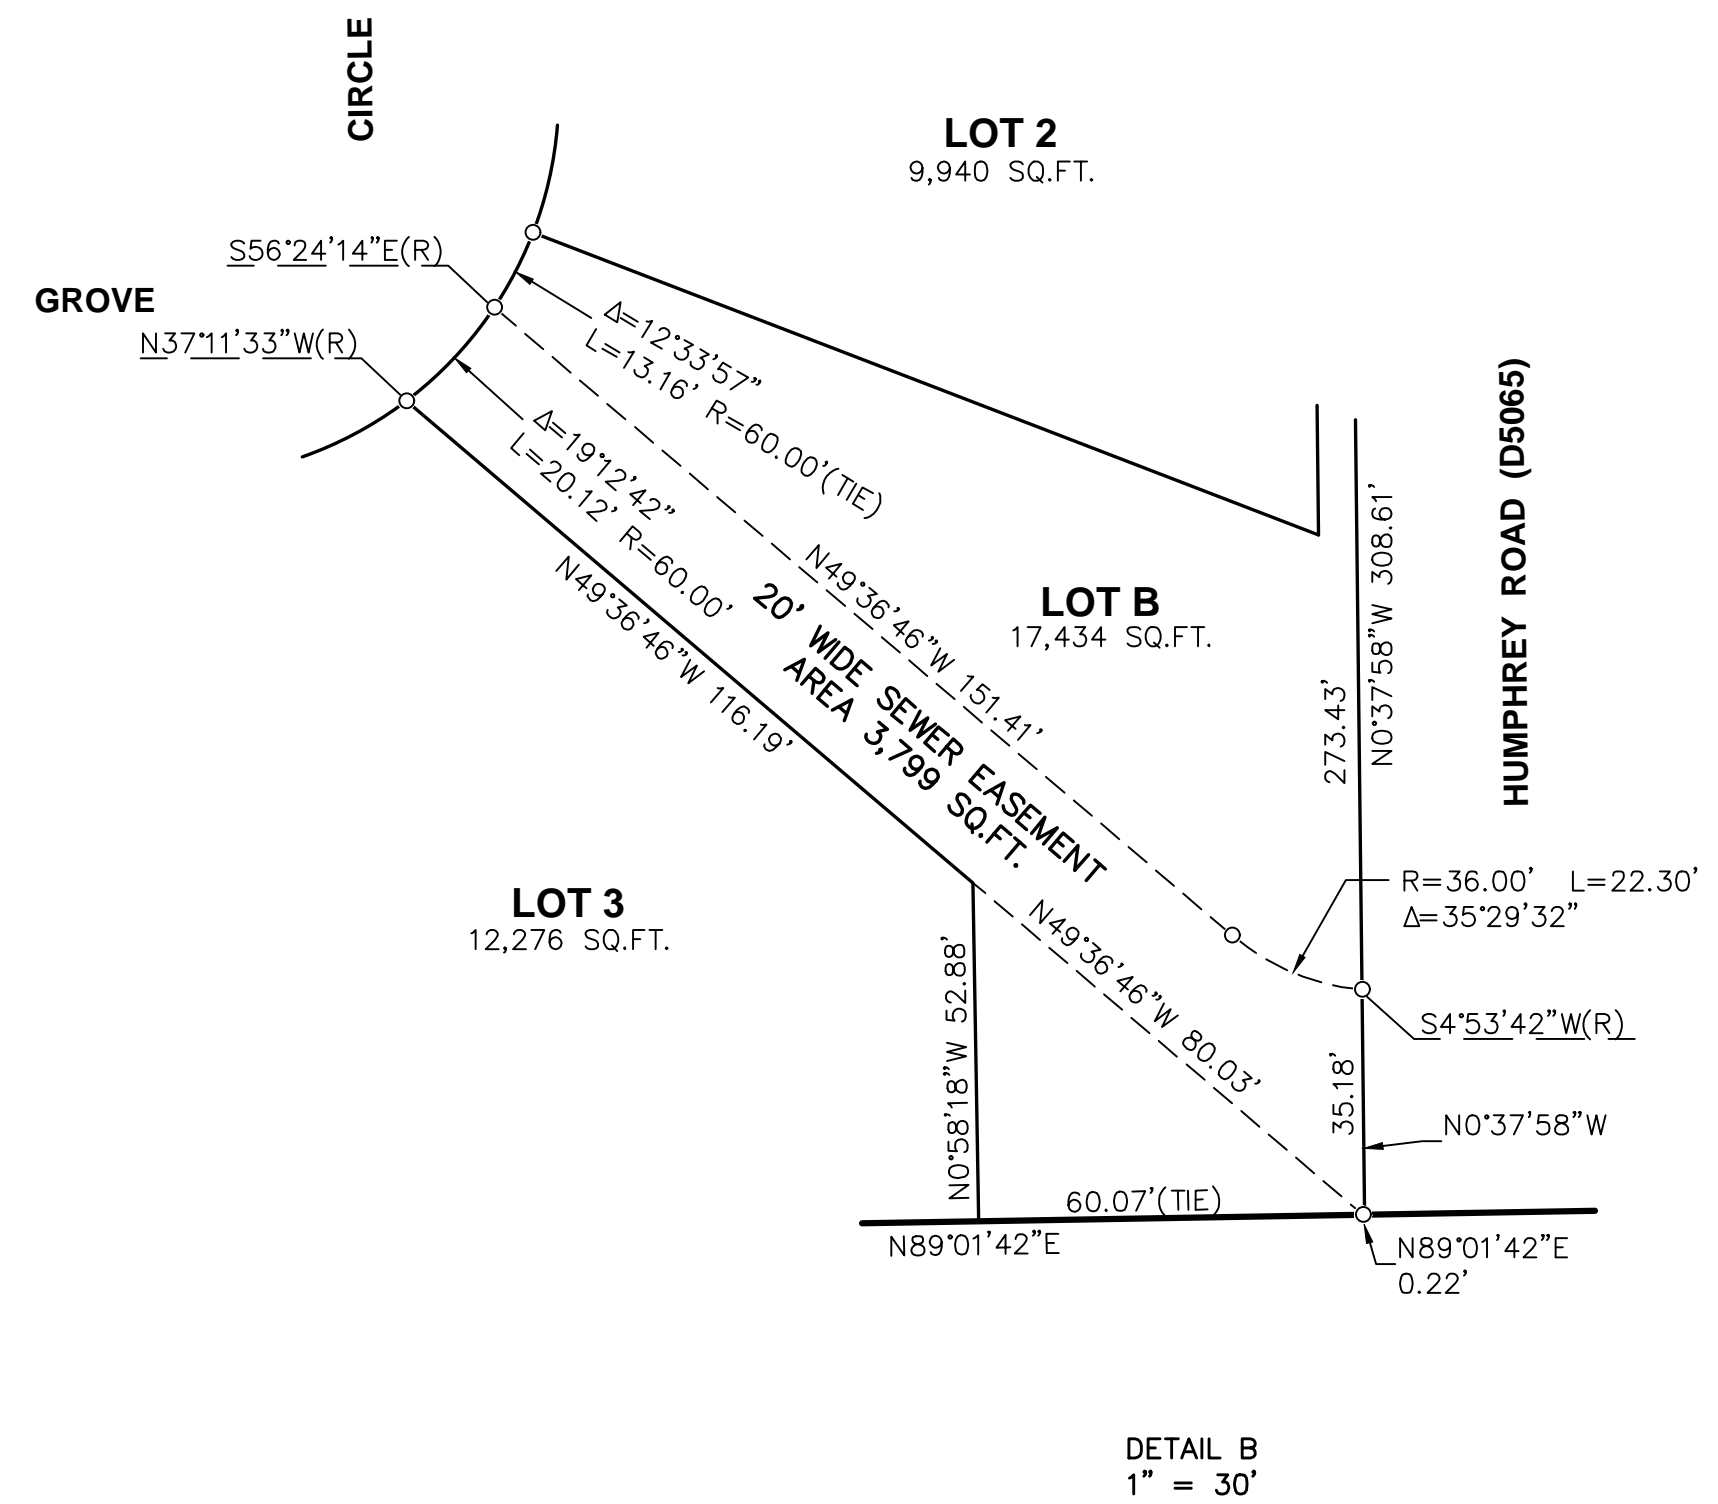 CIRCLE
LOT 2
9,940 SQ.FT.
S56°24'14"E(R)
GROVE
N37°11'33"W(R)
Δ=12°33'57"
L=13.16' R=60.00'(TIE)
Δ=19°12'42"
L=20.12' R=60.00'
HUMPHREY ROAD (D5065)
N0°37'58"W 308.61'
273.43'
N49°36'46"W 151.41'
LOT B
17,434 SQ.FT.
N49°36'46"W 116.19'
20' WIDE SEWER EASEMENT
AREA 3,799 SQ.FT.
LOT 3
12,276 SQ.FT.
R=36.00' L=22.30'
Δ=35°29'32"
N0°58'18"W 52.88'
N49°36'46"W 80.03'
S4°53'42"W(R)
35.18'
N0°37'58"W
60.07'(TIE)
N89°01'42"E
N89°01'42"E
0.22'
DETAIL B
1" = 30'